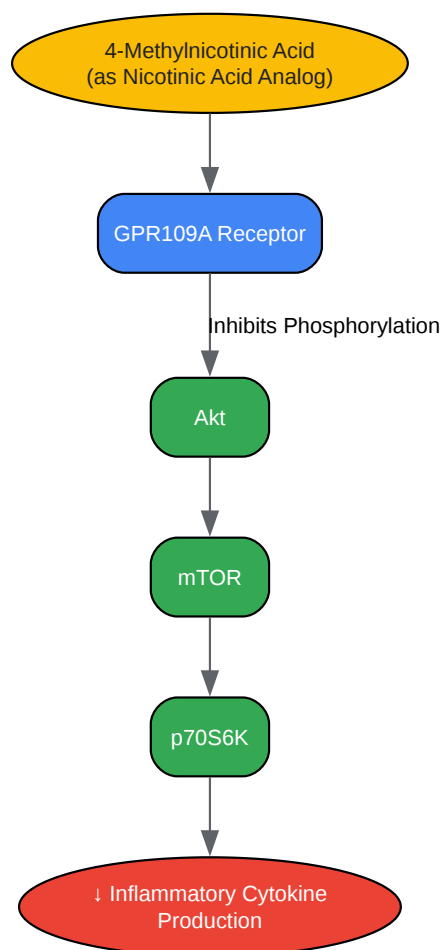 4-Methylnicotinic Acid
(as Nicotinic Acid Analog)
GPR109A Receptor
Inhibits Phosphorylation
Akt
mTOR
p70S6K
↓ Inflammatory Cytokine
Production